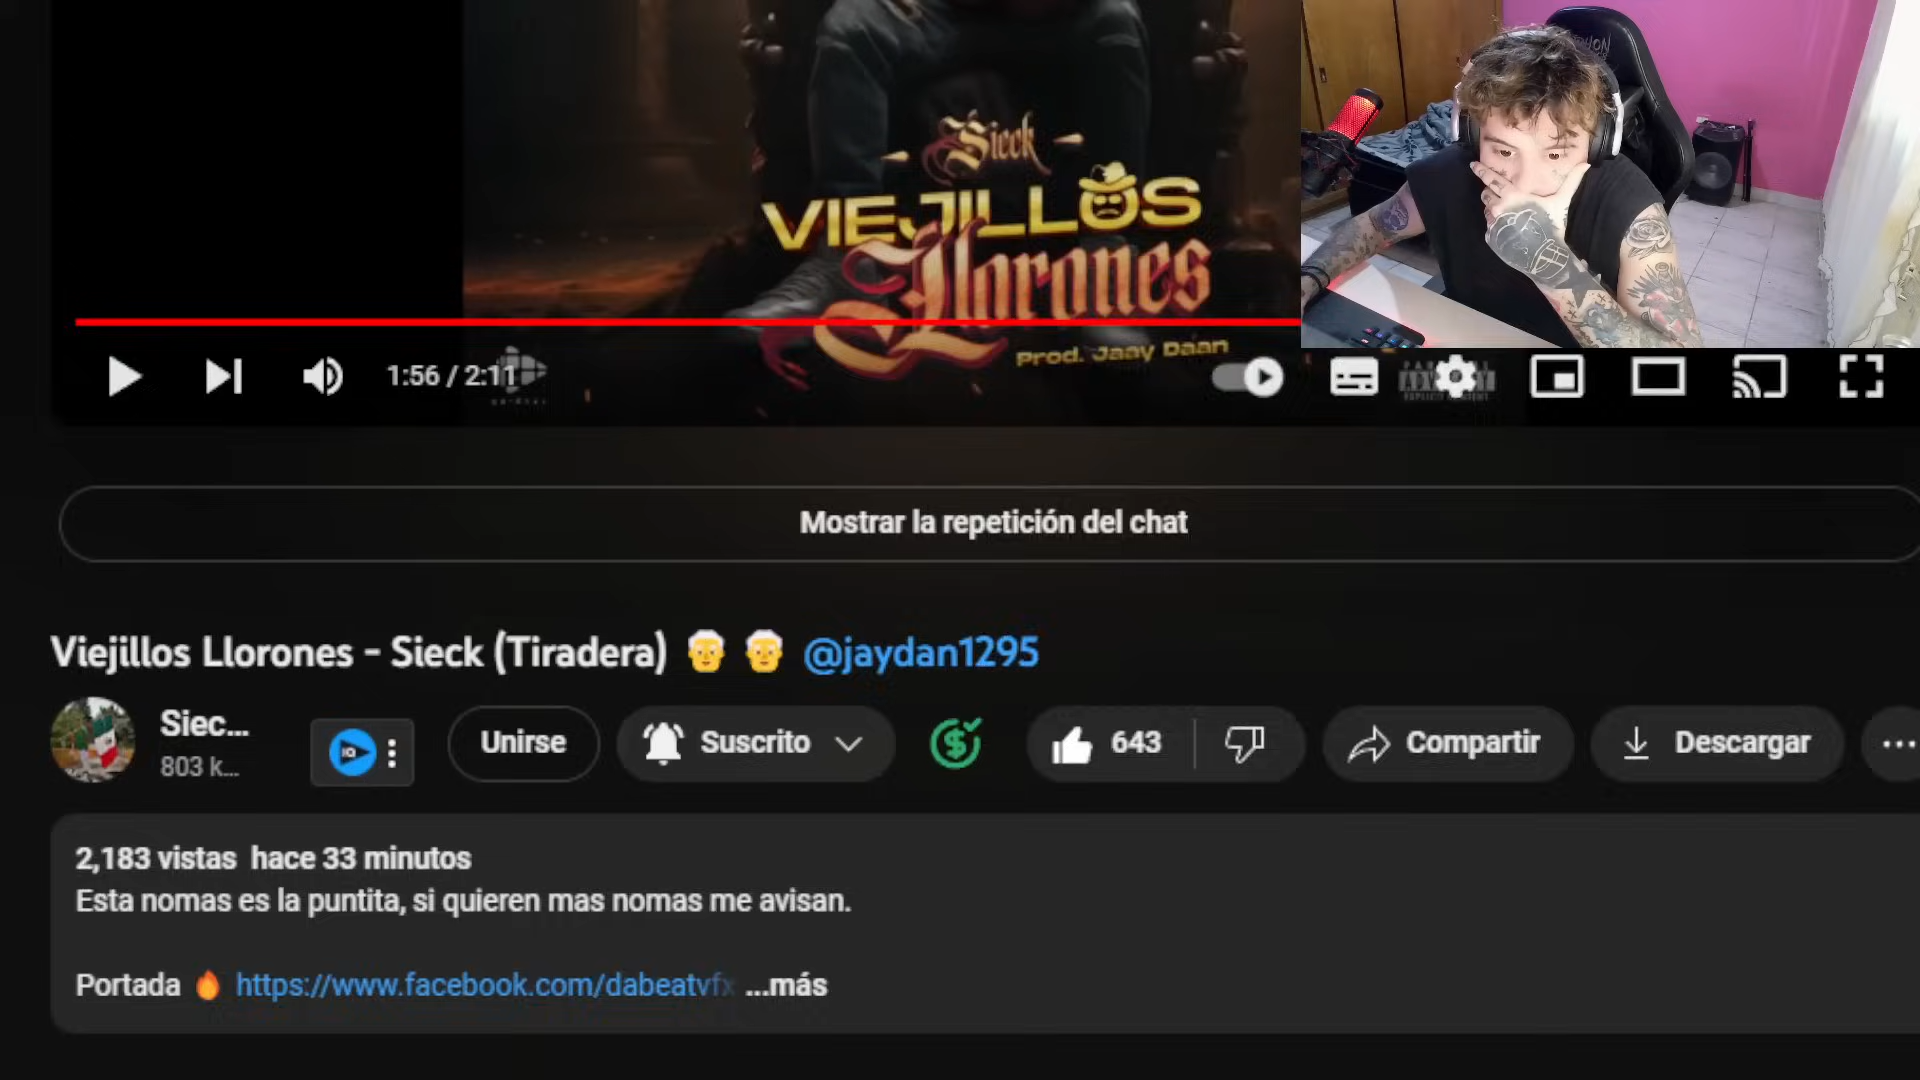 Sieck
VIEJILLOS
Llorones
Prod. Jaay Daan
1:56 / 2:11
Mostrar la repetición del chat
Viejillos Llorones - Sieck (Tiradera) 👴 👴 @jaydan1295
Siec...
803 k...
Unirse
Suscrito
643
Compartir
Descargar
2,183 vistas hace 33 minutos
Esta nomas es la puntita, si quieren mas nomas me avisan.
Portada 🔥 https://www.facebook.com/dabeatvfx ...más